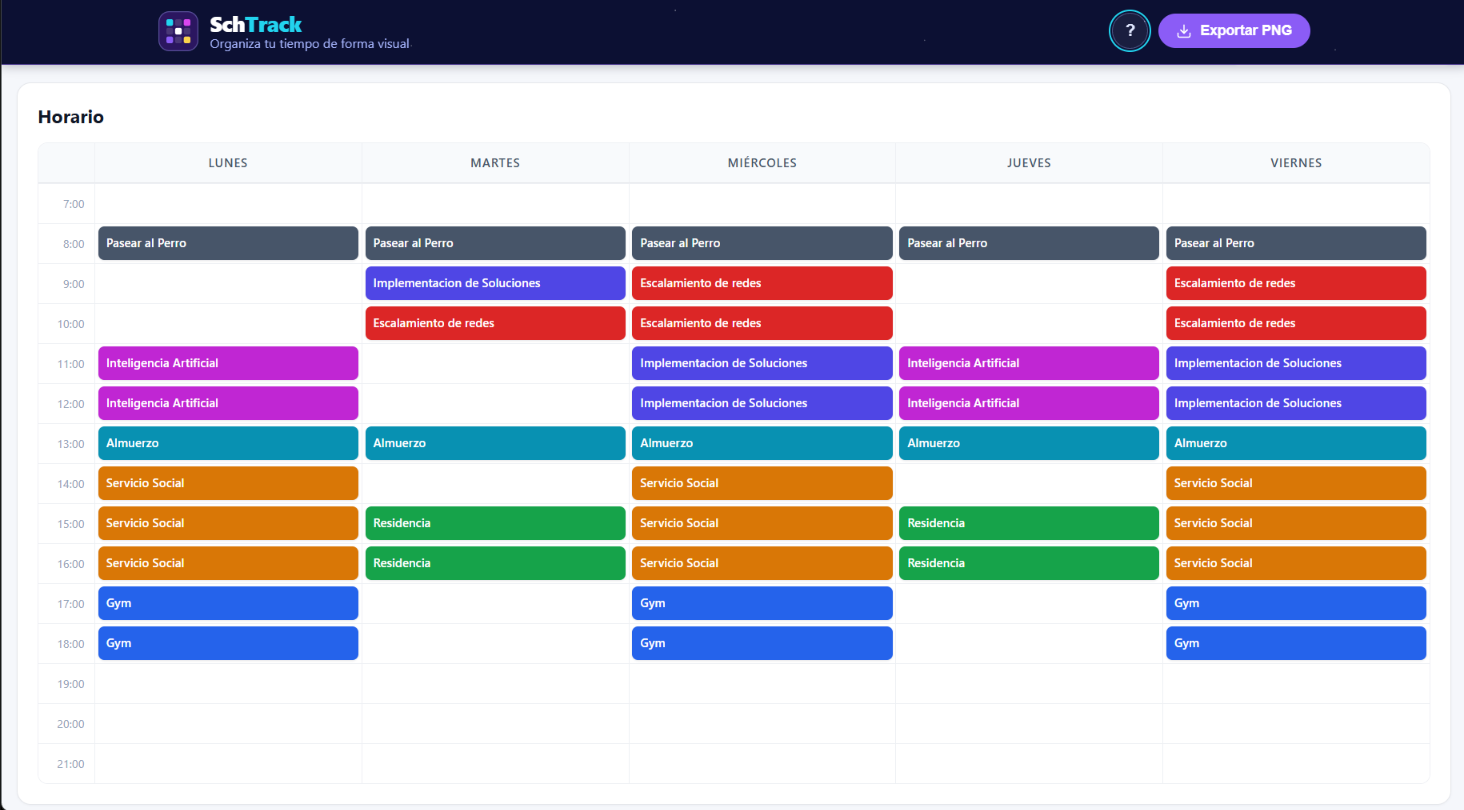 SchTrack
Organiza tu tiempo de forma visual
?
Exportar PNG
Horario
LUNES MARTES MIÉRCOLES JUEVES VIERNES
7:00
8:00 Pasear al Perro Pasear al Perro Pasear al Perro Pasear al Perro Pasear al Perro
9:00 Implementacion de Soluciones Escalamiento de redes Escalamiento de redes
10:00 Escalamiento de redes Escalamiento de redes Escalamiento de redes
11:00 Inteligencia Artificial Implementacion de Soluciones Inteligencia Artificial Implementacion de Soluciones
12:00 Inteligencia Artificial Implementacion de Soluciones Inteligencia Artificial Implementacion de Soluciones
13:00 Almuerzo Almuerzo Almuerzo Almuerzo Almuerzo
14:00 Servicio Social Servicio Social Servicio Social
15:00 Servicio Social Residencia Servicio Social Residencia Servicio Social
16:00 Servicio Social Residencia Servicio Social Residencia Servicio Social
17:00 Gym Gym Gym
18:00 Gym Gym Gym
19:00
20:00
21:00